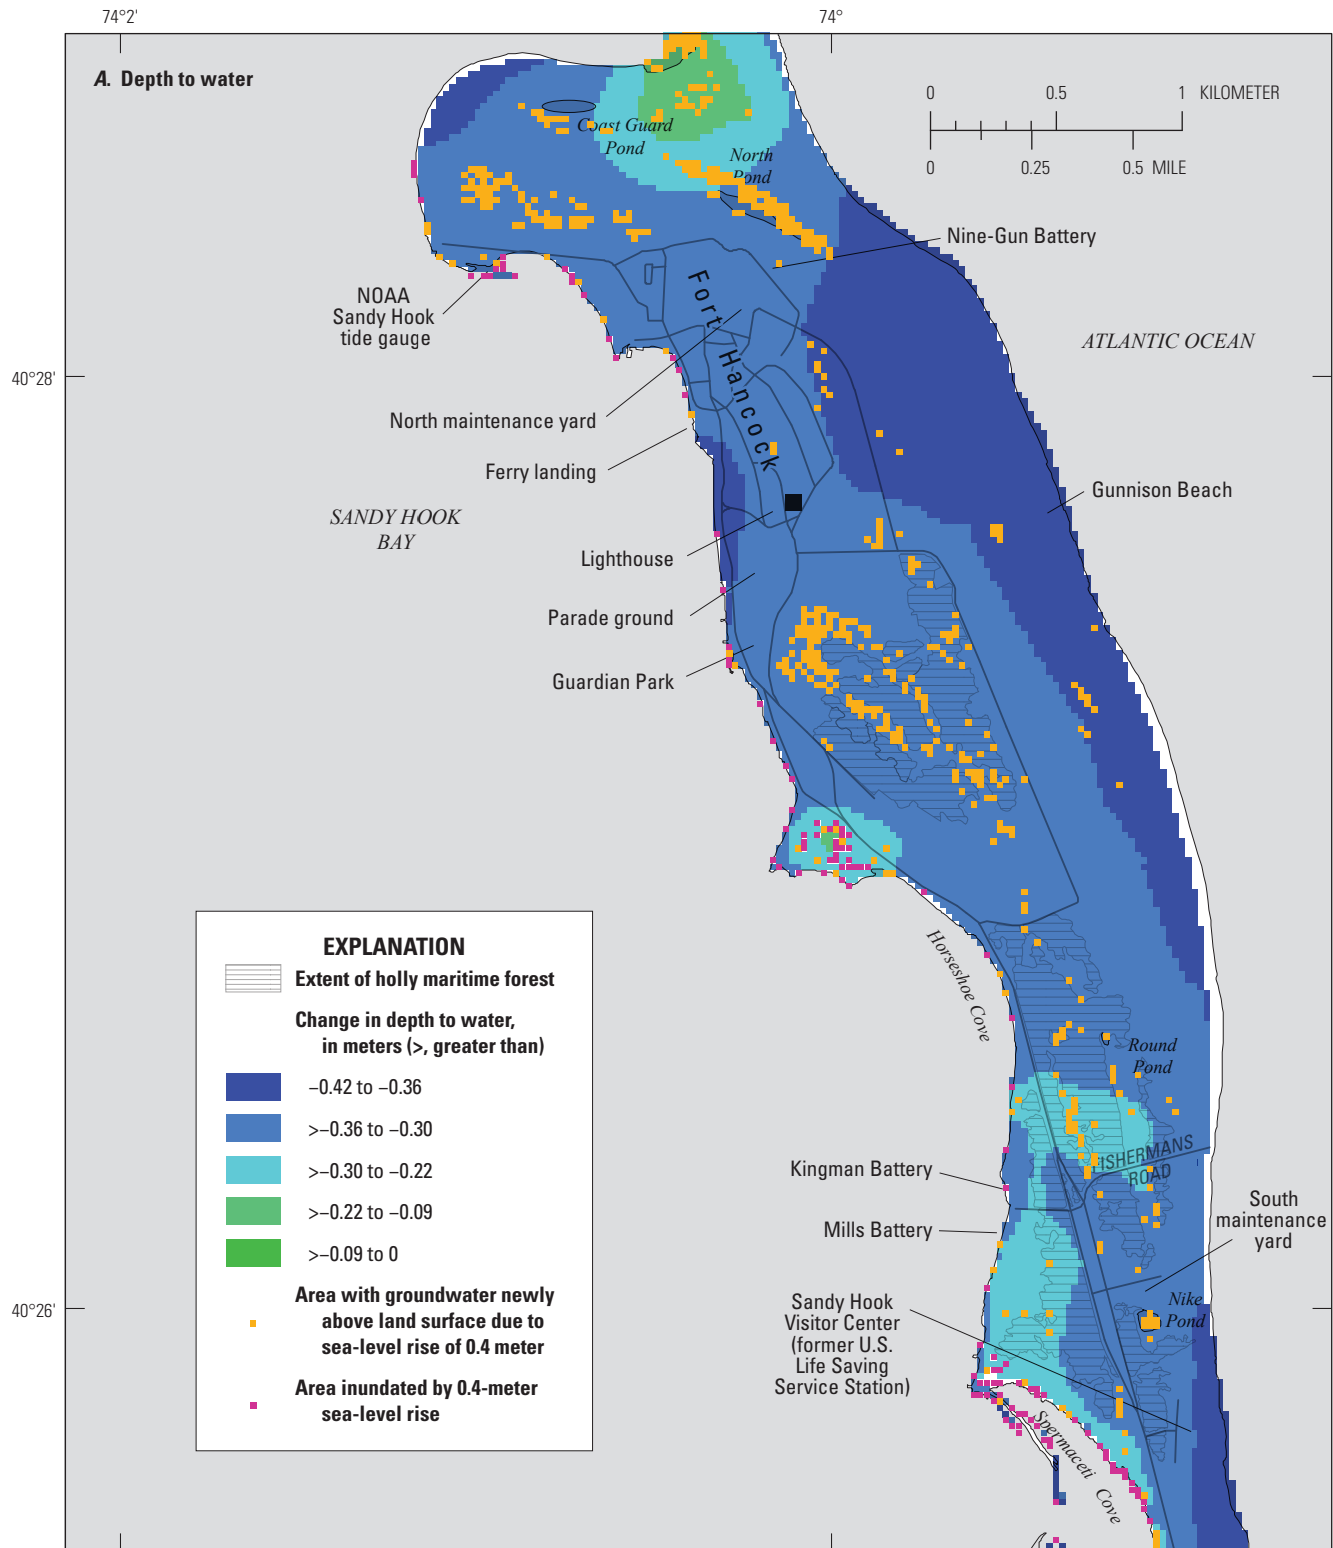 74°2'
74°
A. Depth to water
0 0.5 1 KILOMETER
0 0.25 0.5 MILE
Coast Guard
Pond
North
Pond
Nine-Gun Battery
Fort Hancock
NOAA
Sandy Hook
tide gauge
ATLANTIC OCEAN
40°28'
North maintenance yard
Ferry landing
Gunnison Beach
SANDY HOOK
BAY
Lighthouse
Parade ground
Guardian Park
Horseshoe Cove
Round
Pond
Kingman Battery
FISHERMANS
ROAD
Mills Battery
South
maintenance
yard
Nike
Pond
40°26'
Sandy Hook
Visitor Center
(former U.S.
Life Saving
Service Station)
Spermaceti Cove
EXPLANATION
Extent of holly maritime forest
Change in depth to water,
in meters (>, greater than)
−0.42 to −0.36
>−0.36 to −0.30
>−0.30 to −0.22
>−0.22 to −0.09
>−0.09 to 0
Area with groundwater newly
above land surface due to
sea-level rise of 0.4 meter
Area inundated by 0.4-meter
sea-level rise